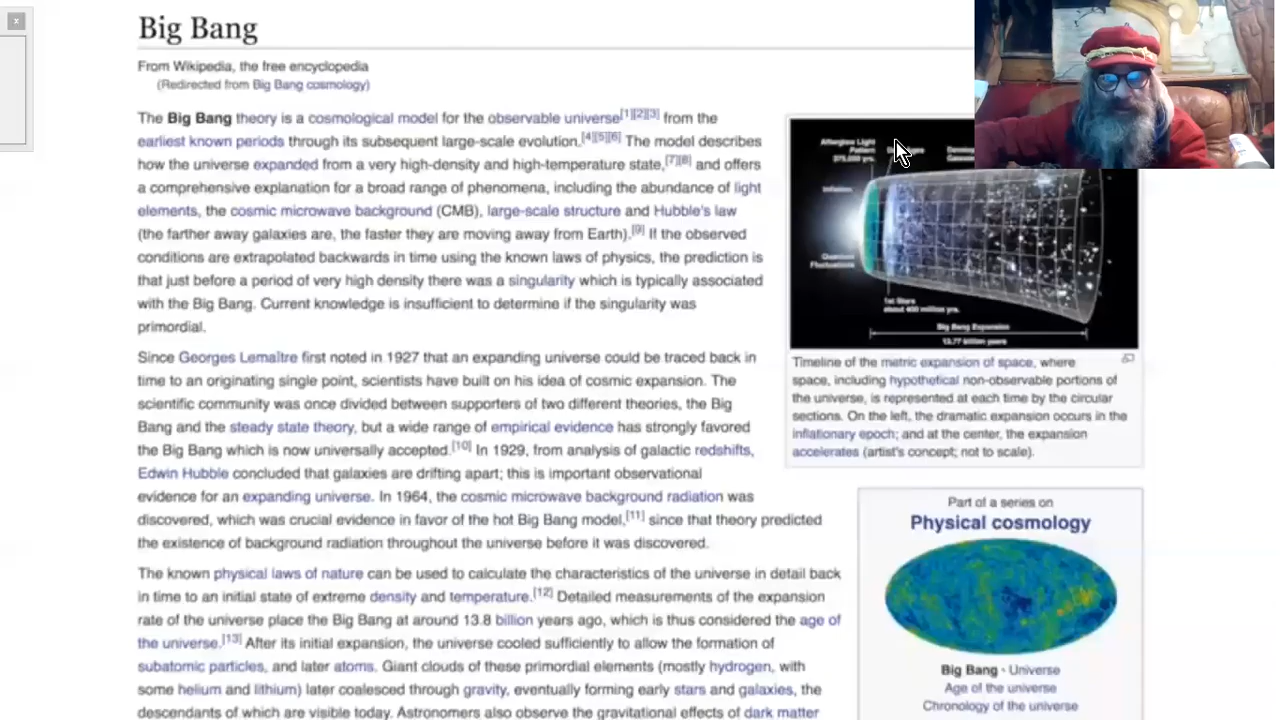 x
Big Bang
From Wikipedia, the free encyclopedia
(Redirected from Big Bang cosmology)
The Big Bang theory is a cosmological model for the observable universe[1][2][3] from the
earliest known periods through its subsequent large-scale evolution.[4][5][6] The model describes
how the universe expanded from a very high-density and high-temperature state,[7][8] and offers
a comprehensive explanation for a broad range of phenomena, including the abundance of light
elements, the cosmic microwave background (CMB), large-scale structure and Hubble's law
(the farther away galaxies are, the faster they are moving away from Earth).[9] If the observed
conditions are extrapolated backwards in time using the known laws of physics, the prediction is
that just before a period of very high density there was a singularity which is typically associated
with the Big Bang. Current knowledge is insufficient to determine if the singularity was
primordial.
Since Georges Lemaître first noted in 1927 that an expanding universe could be traced back in
time to an originating single point, scientists have built on his idea of cosmic expansion. The
scientific community was once divided between supporters of two different theories, the Big
Bang and the steady state theory, but a wide range of empirical evidence has strongly favored
the Big Bang which is now universally accepted.[10] In 1929, from analysis of galactic redshifts,
Edwin Hubble concluded that galaxies are drifting apart; this is important observational
evidence for an expanding universe. In 1964, the cosmic microwave background radiation was
discovered, which was crucial evidence in favor of the hot Big Bang model,[11] since that theory predicted
the existence of background radiation throughout the universe before it was discovered.
The known physical laws of nature can be used to calculate the characteristics of the universe in detail back
in time to an initial state of extreme density and temperature.[12] Detailed measurements of the expansion
rate of the universe place the Big Bang at around 13.8 billion years ago, which is thus considered the age of
the universe.[13] After its initial expansion, the universe cooled sufficiently to allow the formation of
subatomic particles, and later atoms. Giant clouds of these primordial elements (mostly hydrogen, with
some helium and lithium) later coalesced through gravity, eventually forming early stars and galaxies, the
descendants of which are visible today. Astronomers also observe the gravitational effects of dark matter
Afterglow Light
Pattern
375,000 yrs.
Inflation
Quantum
Fluctuations
1st Stars
about 400 million yrs.
Big Bang Expansion
13.77 billion years
Timeline of the metric expansion of space, where
space, including hypothetical non-observable portions of
the universe, is represented at each time by the circular
sections. On the left, the dramatic expansion occurs in the
inflationary epoch; and at the center, the expansion
accelerates (artist's concept; not to scale).
Part of a series on
Physical cosmology
Big Bang · Universe
Age of the universe
Chronology of the universe